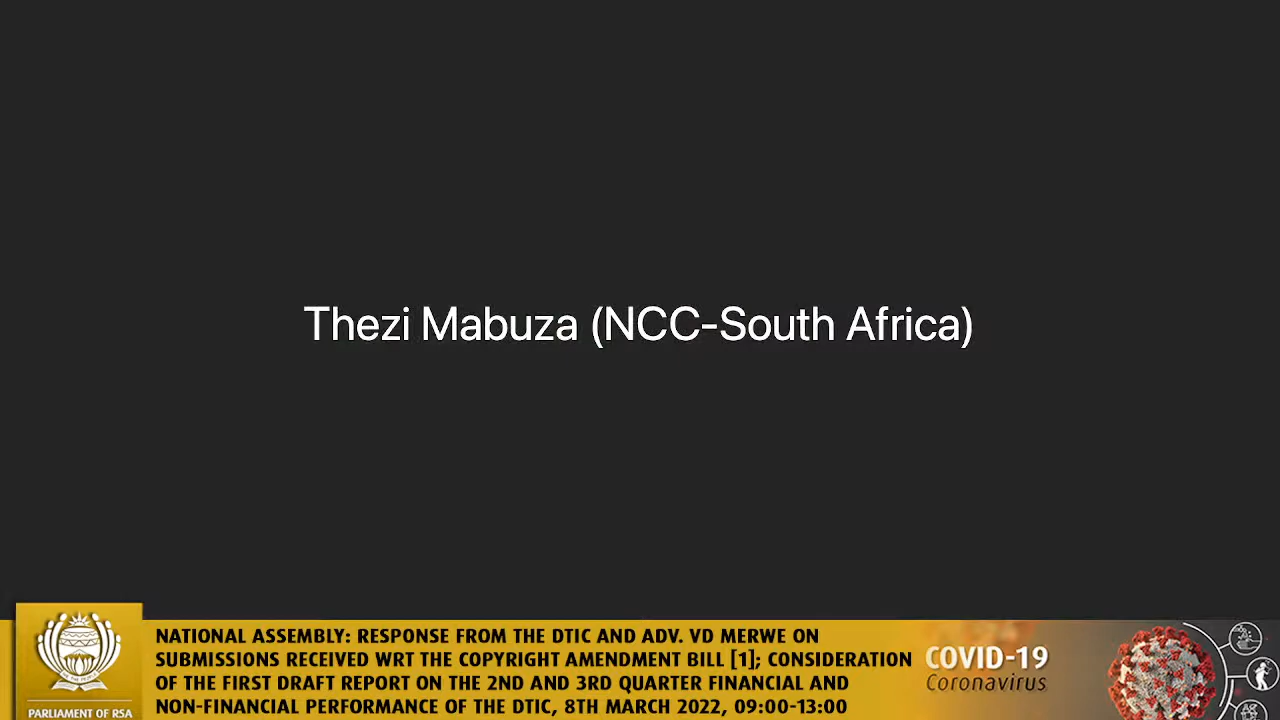 Thezi Mabuza (NCC-South Africa)
NATIONAL ASSEMBLY: RESPONSE FROM THE DTIC AND ADV. VD MERWE ON
SUBMISSIONS RECEIVED WRT THE COPYRIGHT AMENDMENT BILL [1]; CONSIDERATION
OF THE FIRST DRAFT REPORT ON THE 2ND AND 3RD QUARTER FINANCIAL AND
NON-FINANCIAL PERFORMANCE OF THE DTIC, 8TH MARCH 2022, 09:00-13:00
COVID-19
Coronavirus
PARLIAMENT OF RSA